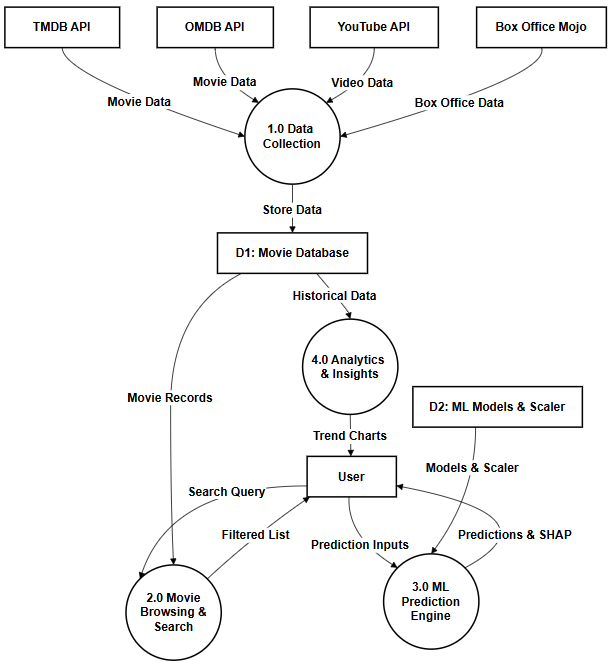 TMDB API
OMDB API
YouTube API
Box Office Mojo
Movie Data
Video Data
Movie Data
Box Office Data
1.0 Data
Collection
Store Data
D1: Movie Database
Historical Data
4.0 Analytics
& Insights
Movie Records
D2: ML Models & Scaler
Trend Charts
Models & Scaler
User
Search Query
Filtered List
Prediction Inputs
Predictions & SHAP
2.0 Movie
Browsing &
Search
3.0 ML
Prediction
Engine